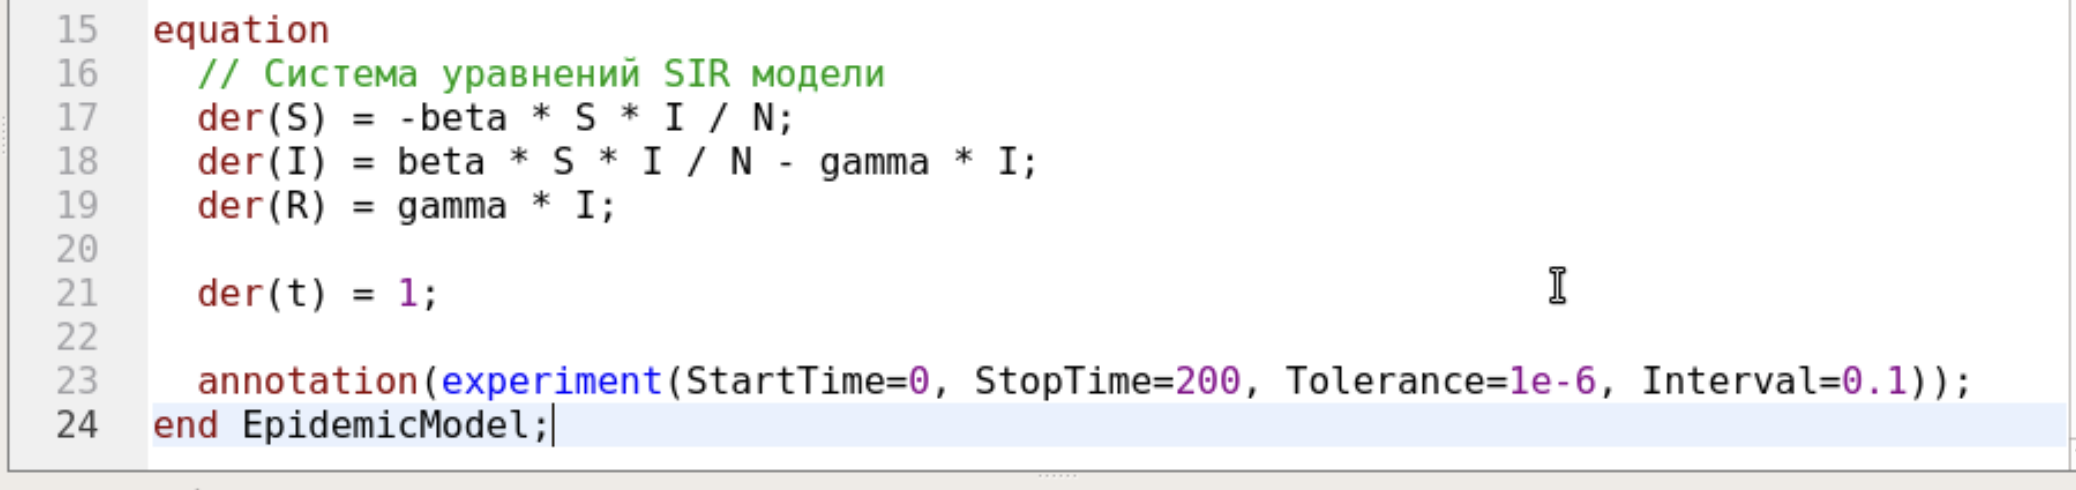 15 equation
16 // Система уравнений SIR модели
17 der(S) = -beta * S * I / N;
18 der(I) = beta * S * I / N - gamma * I;
19 der(R) = gamma * I;
20
21 der(t) = 1;
22
23 annotation(experiment(StartTime=0, StopTime=200, Tolerance=1e-6, Interval=0.1));
24 end EpidemicModel;